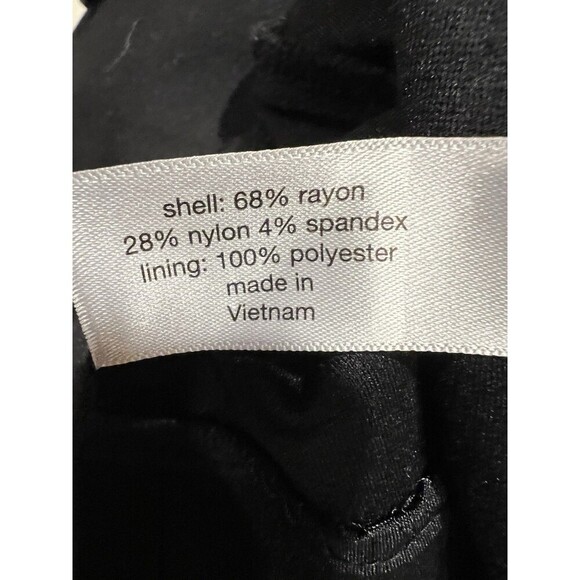 shell: 68% rayon
28% nylon 4% spandex
lining: 100% polyester
made in
Vietnam